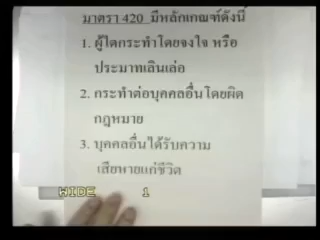 มาตรา 420 มีหลักเกณฑ์ดังนี้
1. ผู้ใดกระทำโดยจงใจ หรือ
ประมาทเลินเล่อ
2. กระทำต่อบุคคลอื่นโดยผิด
กฎหมาย
3. บุคคลอื่นได้รับความ
เสียหายแก่ชีวิต
WIDE 1